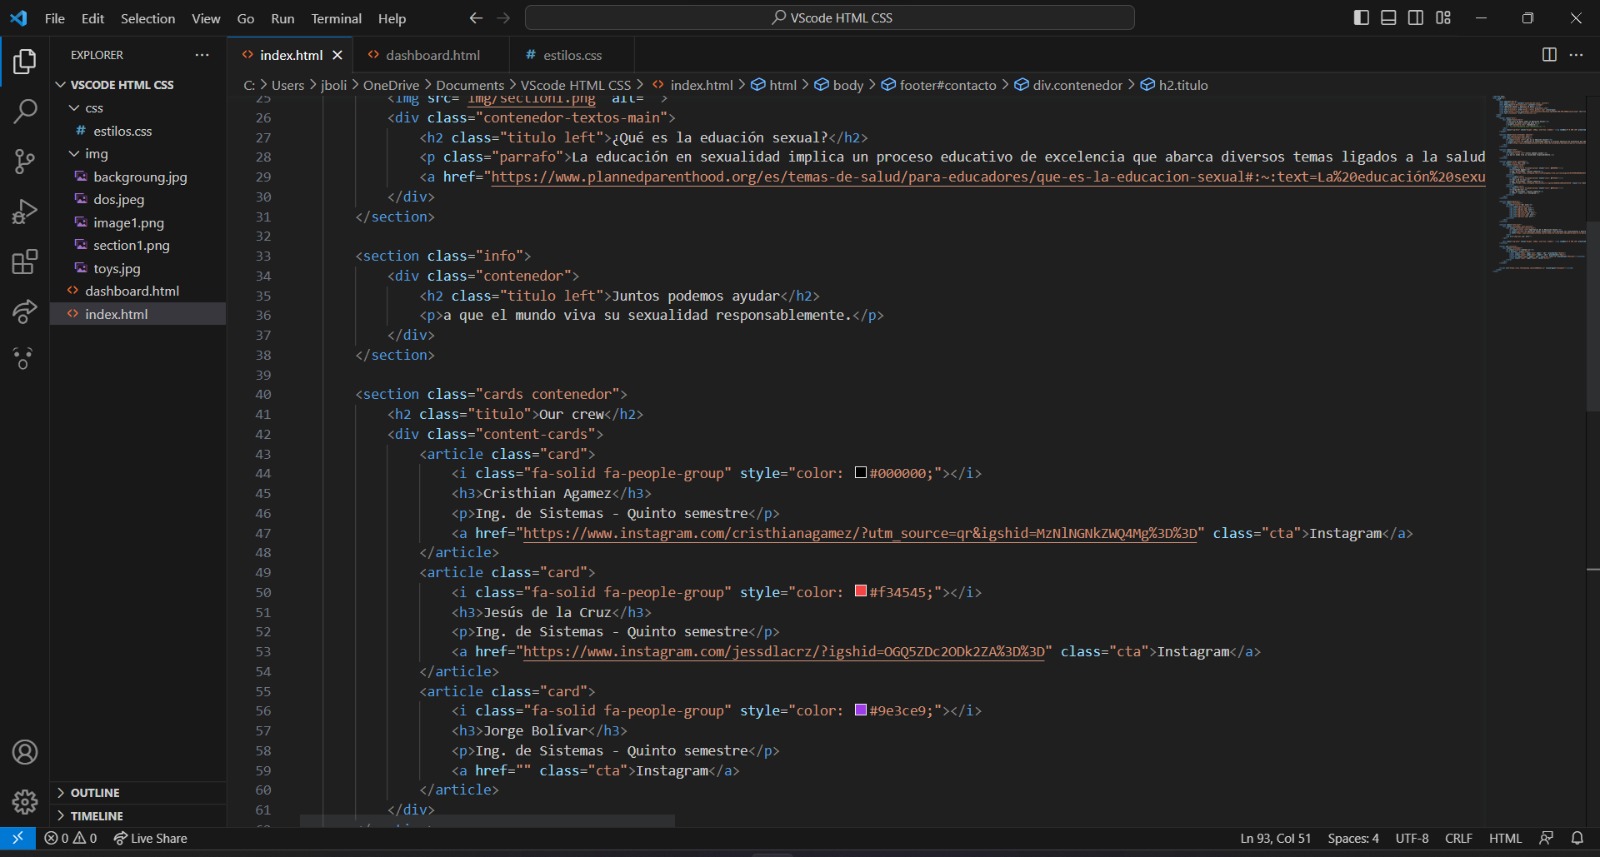 File Edit Selection View Go Run Terminal Help
VScode HTML CSS
EXPLORER
index.html
dashboard.html
# estilos.css
VSCODE HTML CSS
C: > Users > jboli > OneDrive > Documents > VScode HTML CSS > index.html > html > body > footer#contacto > div.contenedor > h2.titulo
css
# estilos.css
img
backgroung.jpg
dos.jpeg
image1.png
section1.png
toys.jpg
dashboard.html
index.html
25 <img src="img/section1.png" alt="">
26 <div class="contenedor-textos-main">
27 <h2 class="titulo left">¿Qué es la eduación sexual?</h2>
28 <p class="parrafo">La educación en sexualidad implica un proceso educativo de excelencia que abarca diversos temas ligados a la salud
29 <a href="https://www.plannedparenthood.org/es/temas-de-salud/para-educadores/que-es-la-educacion-sexual#:~:text=La%20educación%20sexu
30 </div>
31 </section>
32
33 <section class="info">
34 <div class="contenedor">
35 <h2 class="titulo left">Juntos podemos ayudar</h2>
36 <p>a que el mundo viva su sexualidad responsablemente.</p>
37 </div>
38 </section>
39
40 <section class="cards contenedor">
41 <h2 class="titulo">Our crew</h2>
42 <div class="content-cards">
43 <article class="card">
44 <i class="fa-solid fa-people-group" style="color: #000000;"></i>
45 <h3>Cristhian Agamez</h3>
46 <p>Ing. de Sistemas - Quinto semestre</p>
47 <a href="https://www.instagram.com/cristhianagamez/?utm_source=qr&igshid=MzNlNGNkZWQ4Mg%3D%3D" class="cta">Instagram</a>
48 </article>
49 <article class="card">
50 <i class="fa-solid fa-people-group" style="color: #f34545;"></i>
51 <h3>Jesús de la Cruz</h3>
52 <p>Ing. de Sistemas - Quinto semestre</p>
53 <a href="https://www.instagram.com/jessdlacrz/?igshid=OGQ5ZDc2ODk2ZA%3D%3D" class="cta">Instagram</a>
54 </article>
55 <article class="card">
56 <i class="fa-solid fa-people-group" style="color: #9e3ce9;"></i>
57 <h3>Jorge Bolívar</h3>
58 <p>Ing. de Sistemas - Quinto semestre</p>
59 <a href="" class="cta">Instagram</a>
60 </article>
61 </div>
OUTLINE
TIMELINE
0 0 Live Share
Ln 93, Col 51 Spaces: 4 UTF-8 CRLF HTML